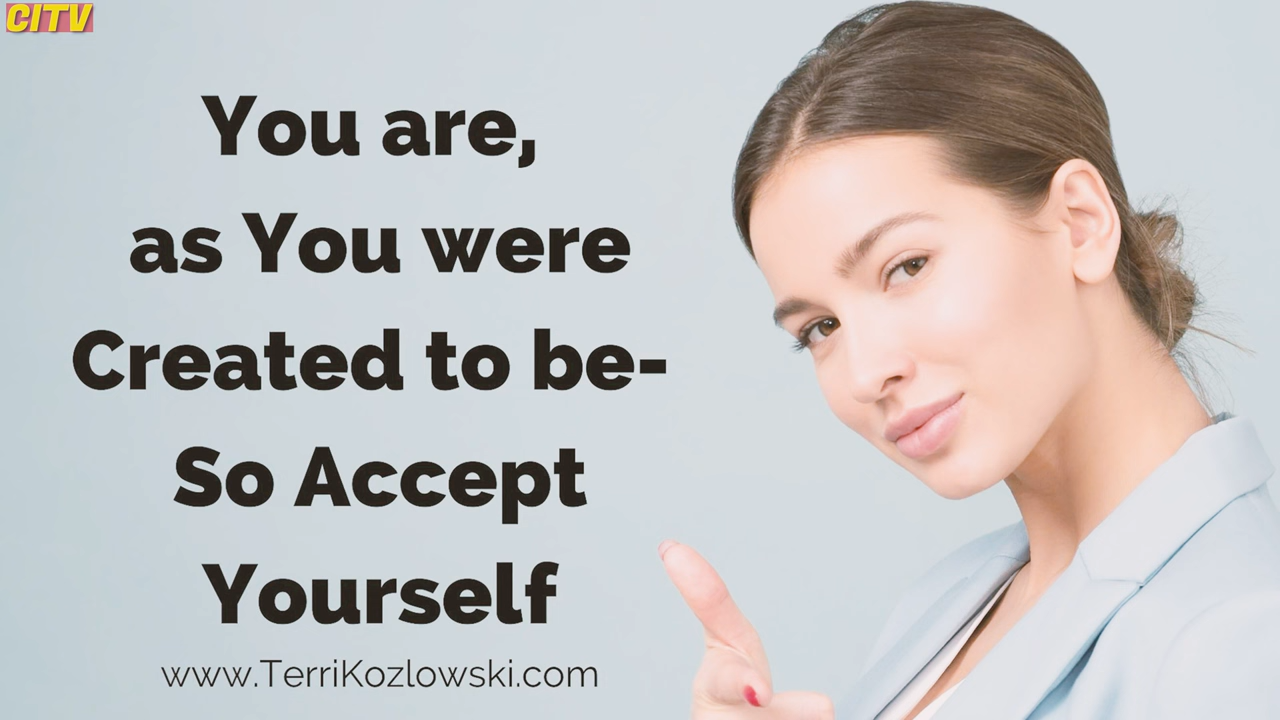 CITV
You are,
as You were
Created to be-
So Accept
Yourself
www.TerriKozlowski.com